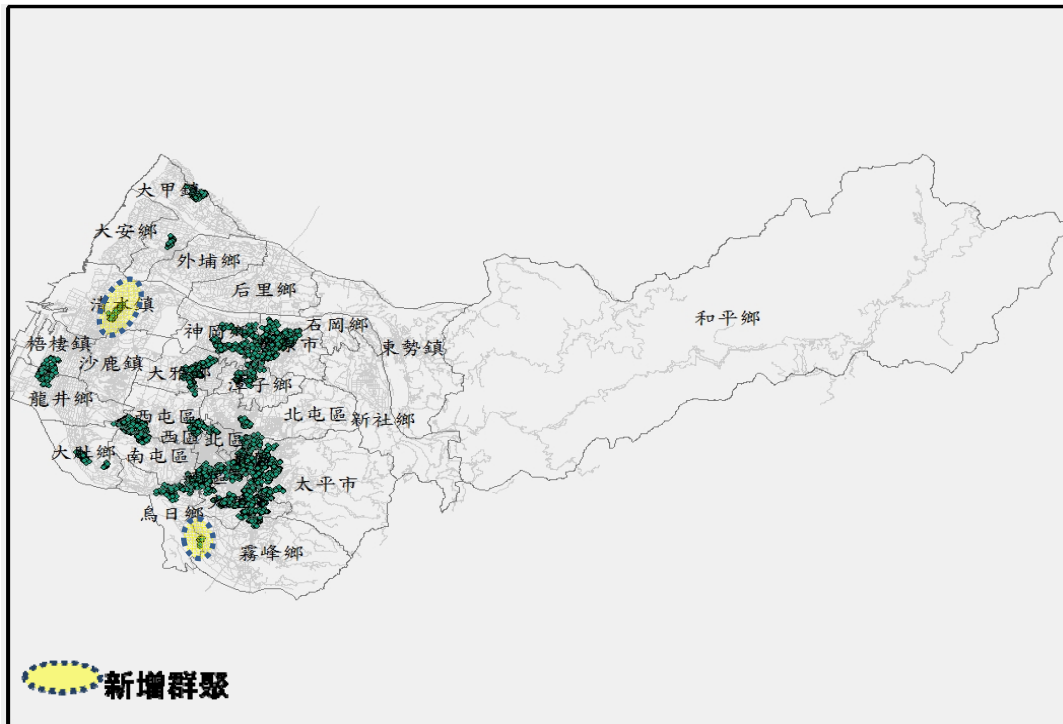 大甲鎮
大安鄉
外埔鄉
后里鄉
清水鎮
神岡鄉
石岡鄉
和平鄉
梧棲鎮
沙鹿鎮
東勢鎮
大雅鄉
潭子鄉
龍井鄉
西屯區
北屯區
新社鄉
西區
北區
大肚鄉
南屯區
太平市
烏日鄉
霧峰鄉
新增群聚